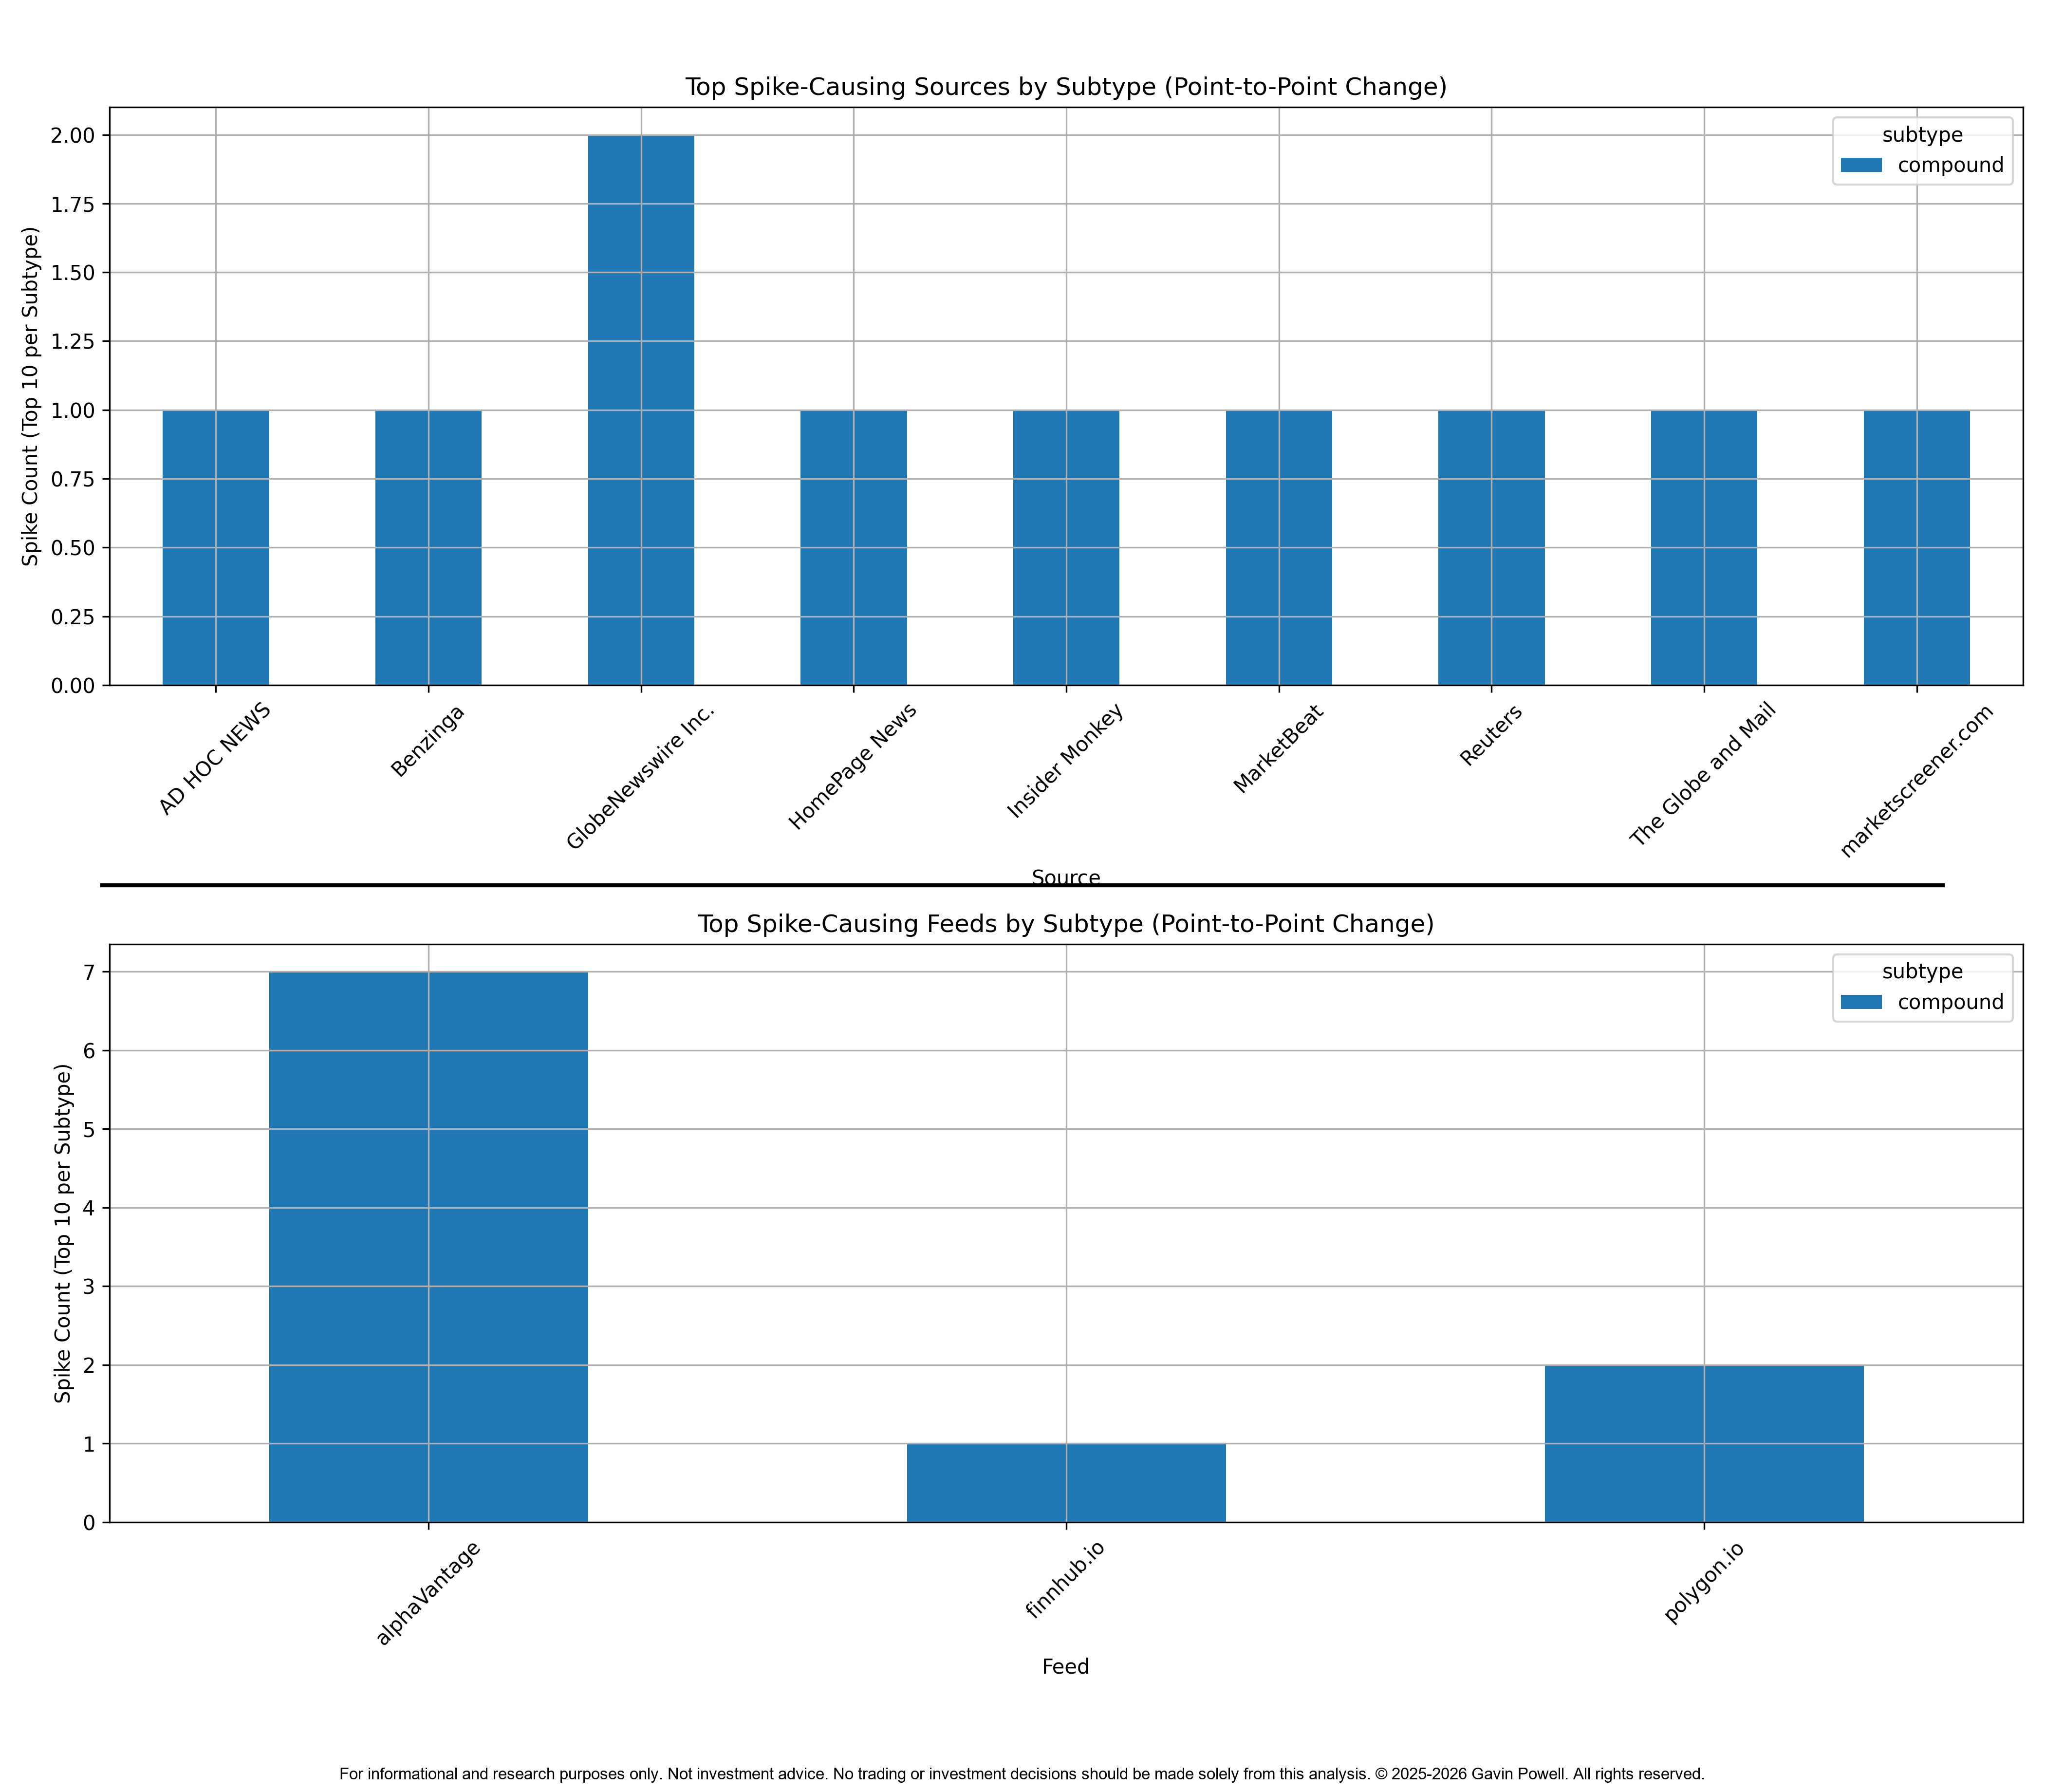 Top Spike-Causing Sources by Subtype (Point-to-Point Change)
Spike Count (Top 10 per Subtype)
2.00
1.75
1.50
1.25
1.00
0.75
0.50
0.25
0.00
subtype
compound
AD HOC NEWS
Benzinga
GlobeNewswire Inc.
HomePage News
Insider Monkey
MarketBeat
Reuters
The Globe and Mail
marketscreener.com
Source
Top Spike-Causing Feeds by Subtype (Point-to-Point Change)
Spike Count (Top 10 per Subtype)
7
6
5
4
3
2
1
0
subtype
compound
alphaVantage
finnhub.io
polygon.io
Feed
For informational and research purposes only. Not investment advice. No trading or investment decisions should be made solely from this analysis. © 2025-2026 Gavin Powell. All rights reserved.